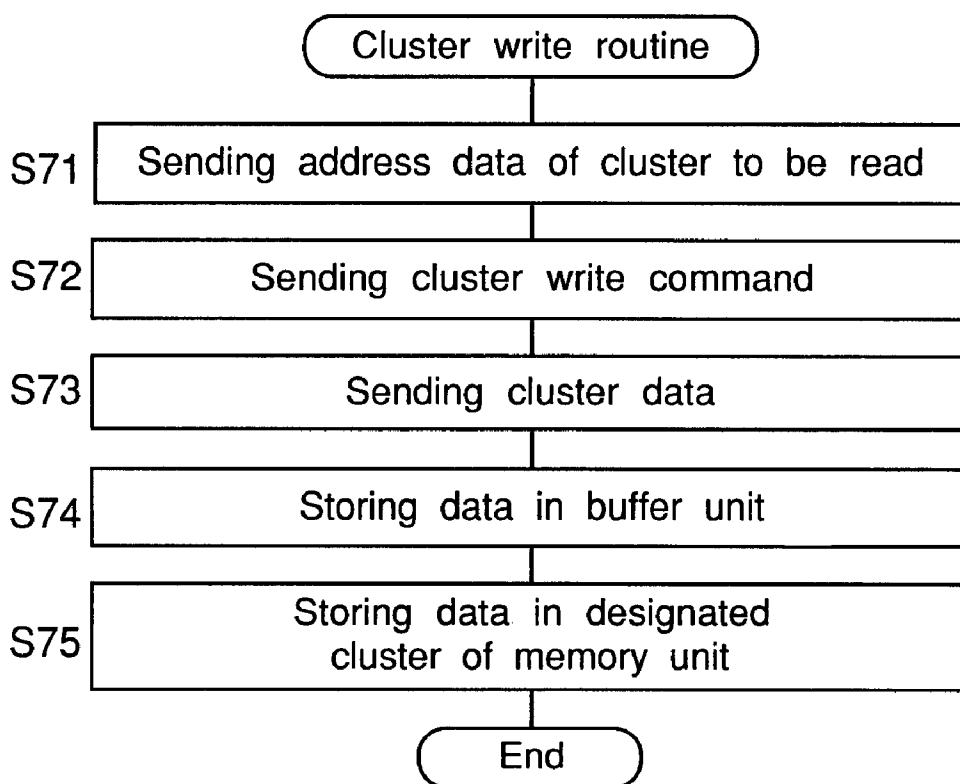 Cluster write routine
S71 Sending address data of cluster to be read
S72 Sending cluster write command
S73 Sending cluster data
S74 Storing data in buffer unit
S75 Storing data in designated
cluster of memory unit
End